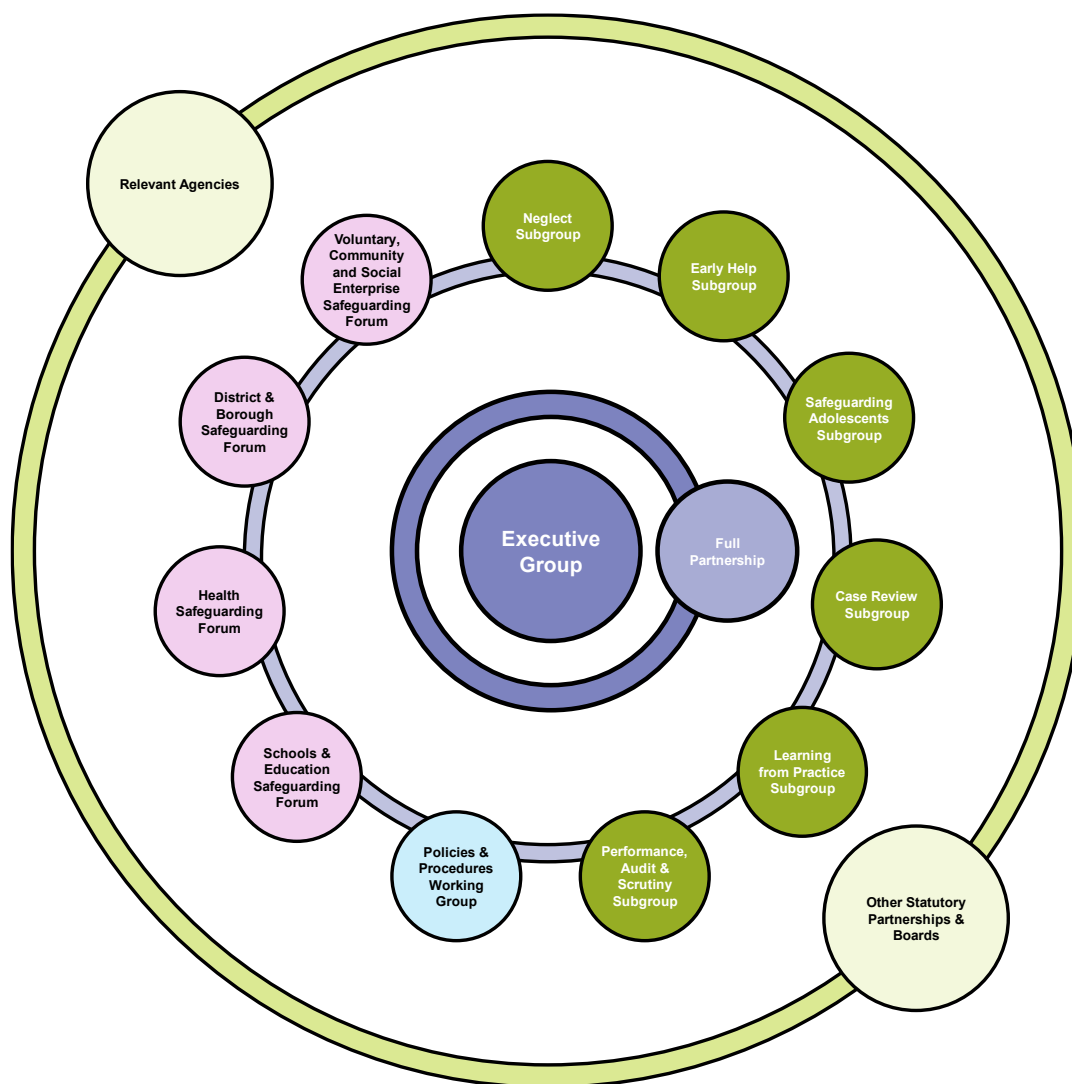 Relevant Agencies
Neglect
Subgroup
Voluntary,
Community
and Social
Enterprise
Safeguarding
Forum
Early Help
Subgroup
District &
Borough
Safeguarding
Forum
Safeguarding
Adolescents
Subgroup
Executive
Group
Full
Partnership
Health
Safeguarding
Forum
Case Review
Subgroup
Schools &
Education
Safeguarding
Forum
Learning
from Practice
Subgroup
Policies &
Procedures
Working
Group
Performance,
Audit &
Scrutiny
Subgroup
Other Statutory
Partnerships &
Boards